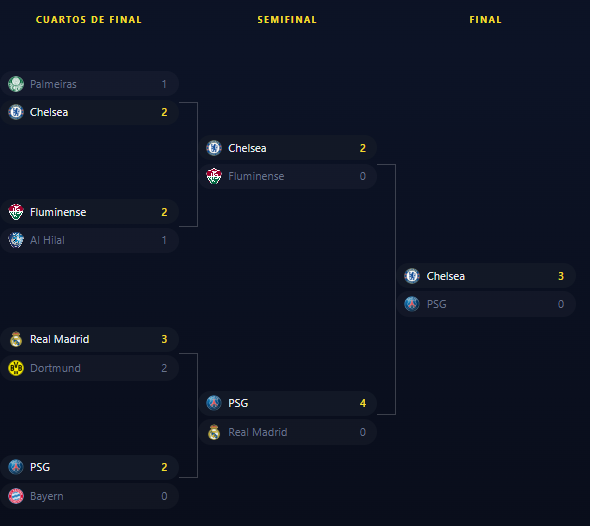 CUARTOS DE FINAL
SEMIFINAL
FINAL
Palmeiras 1
Chelsea 2
Fluminense 2
Al Hilal 1
Real Madrid 3
Dortmund 2
PSG 2
Bayern 0
Chelsea 2
Fluminense 0
PSG 4
Real Madrid 0
Chelsea 3
PSG 0